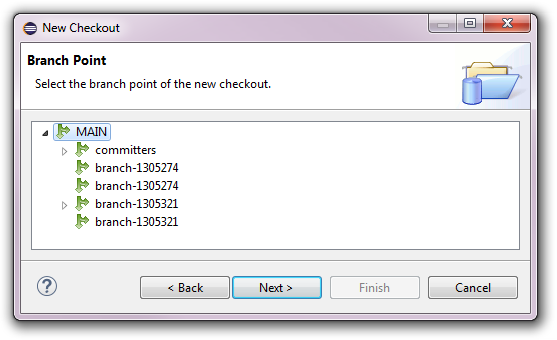 New Checkout
Branch Point
Select the branch point of the new checkout.
MAIN
committers
branch-1305274
branch-1305274
branch-1305321
branch-1305321
?
< Back
Next >
Finish
Cancel